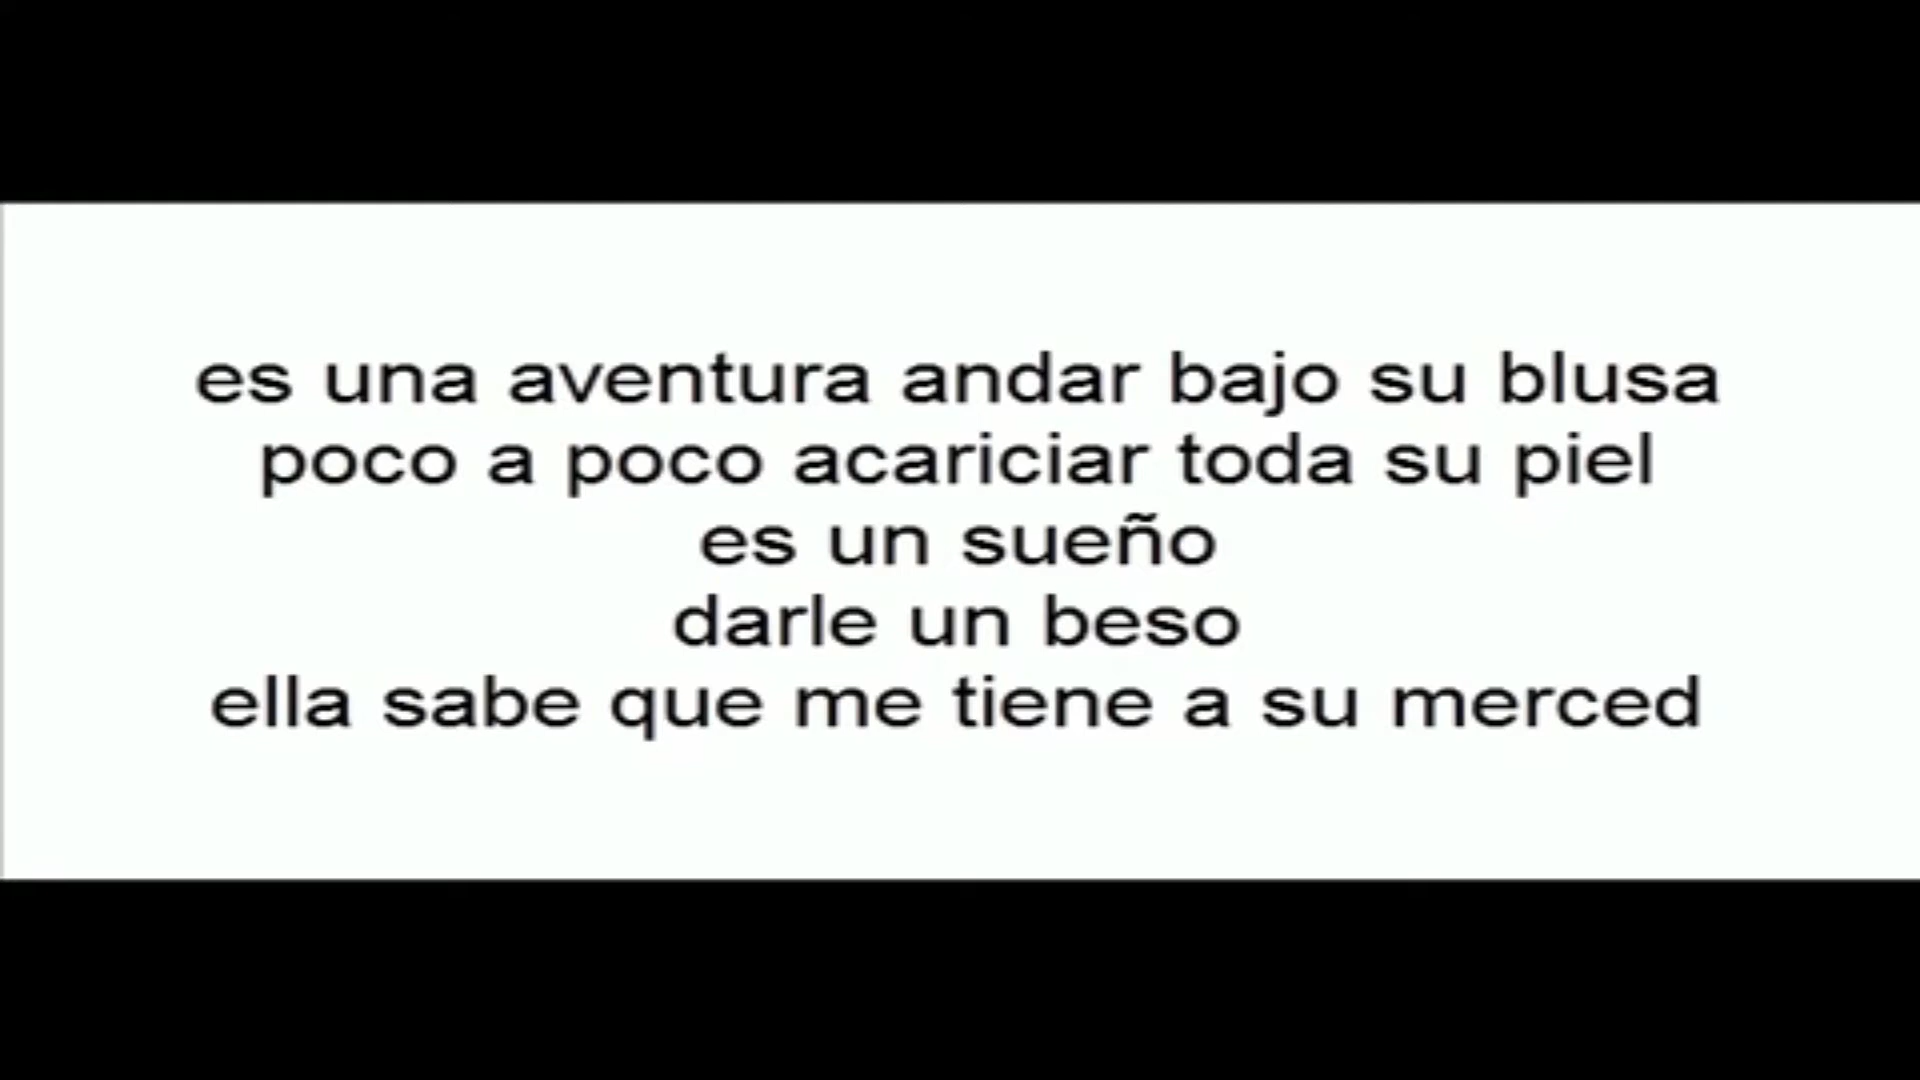 es una aventura andar bajo su blusa
poco a poco acariciar toda su piel
es un sueño
darle un beso
ella sabe que me tiene a su merced